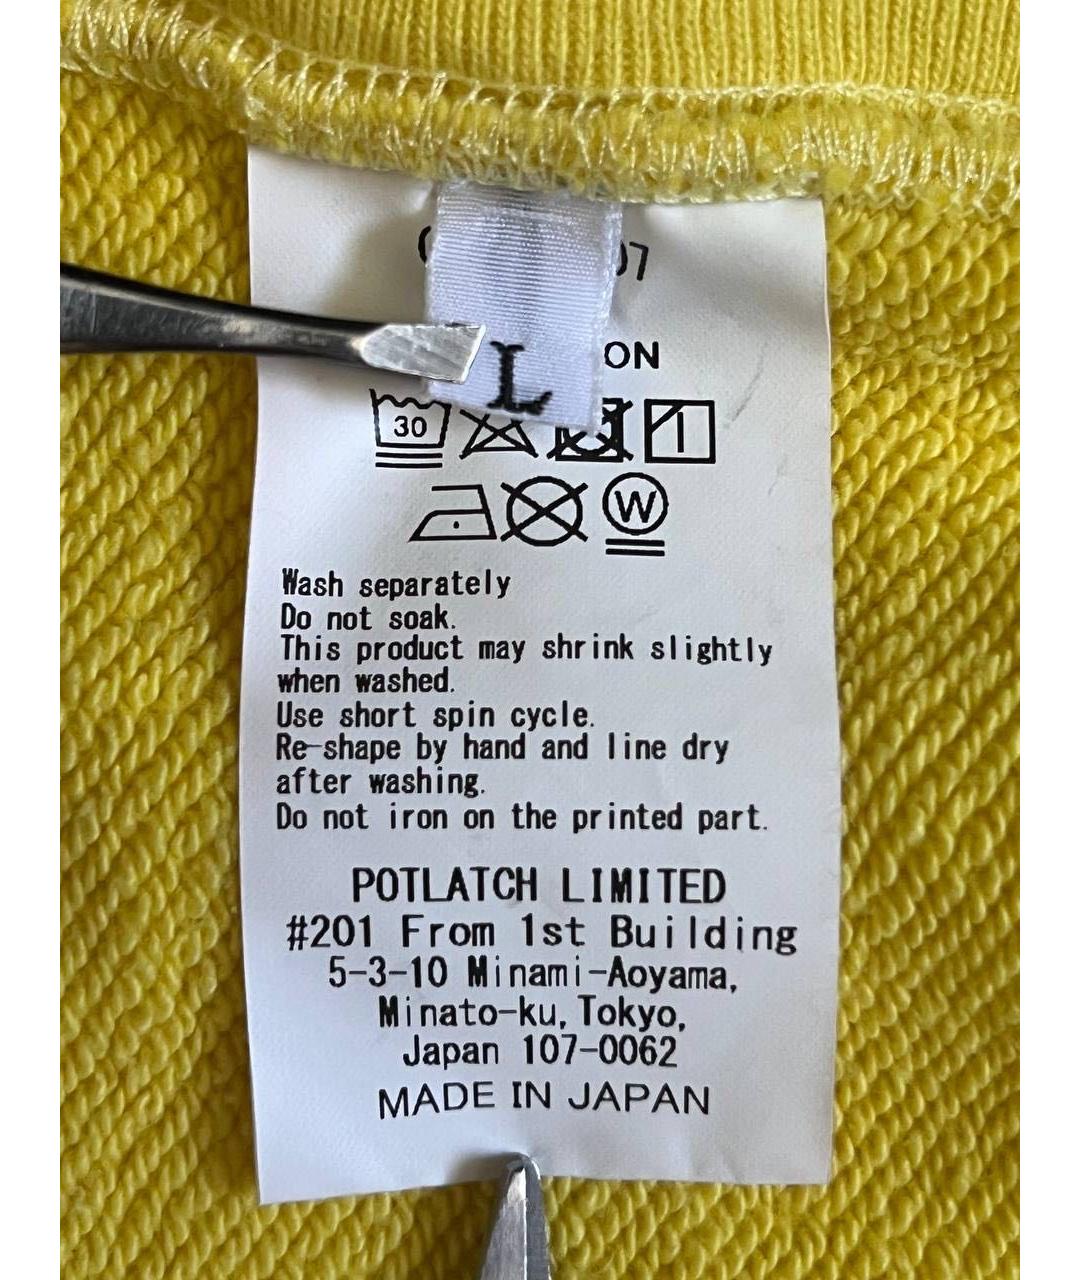 L
30
W
Wash separately
Do not soak.
This product may shrink slightly
when washed.
Use short spin cycle.
Re-shape by hand and line dry
after washing.
Do not iron on the printed part.
POTLATCH LIMITED
#201 From 1st Building
5-3-10 Minami-Aoyama,
Minato-ku, Tokyo,
Japan 107-0062
MADE IN JAPAN